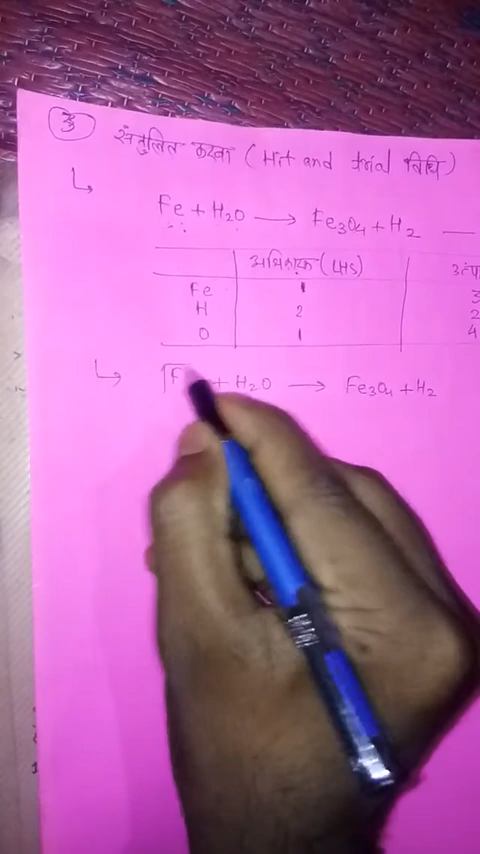 3 संतुलित करना (Hit and trial विधि)
Fe + H2O → Fe3O4 + H2
अभिकारक (LHS)
Fe 1 3
H 2 2
O 1 4
+ H2O → Fe3O4 + H2